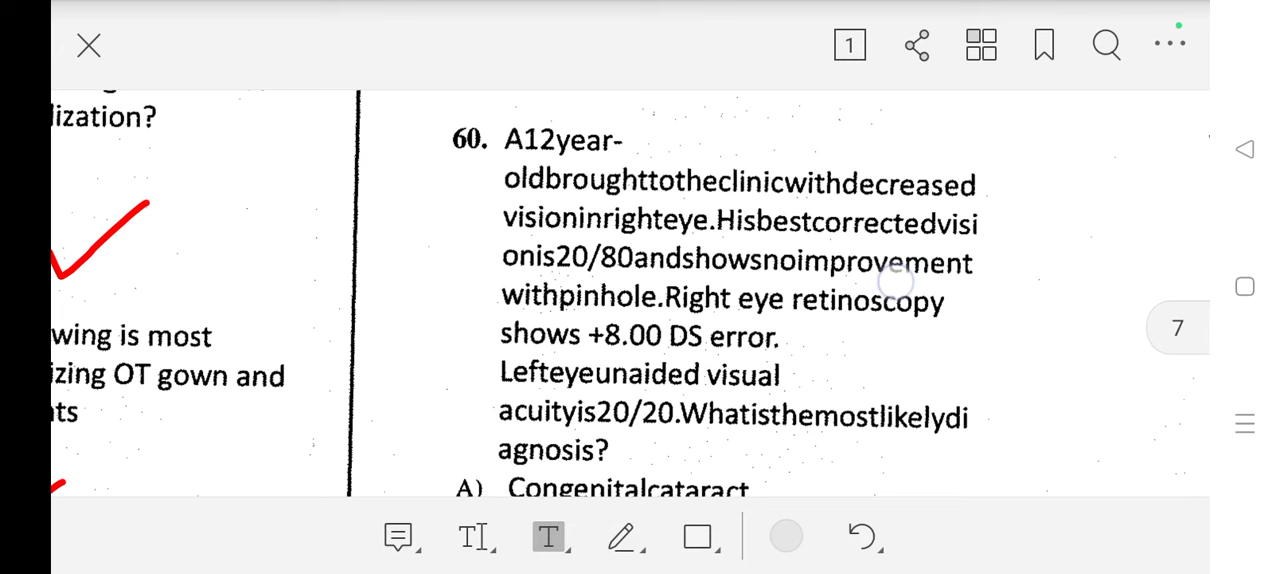 1
lization?
wing is most
izing OT gown and
ts
60. A12year-
oldbroughttotheclinicwithdecreased
visioninrighteye.Hisbestcorrectedvisi
onis20/80andshowsnoimprovement
withpinhole.Right eye retinoscopy
shows +8.00 DS error.
Lefteyeunaided visual
acuityis20/20.Whatisthemostlikelydi
agnosis?
A) Congenitalcataract
7